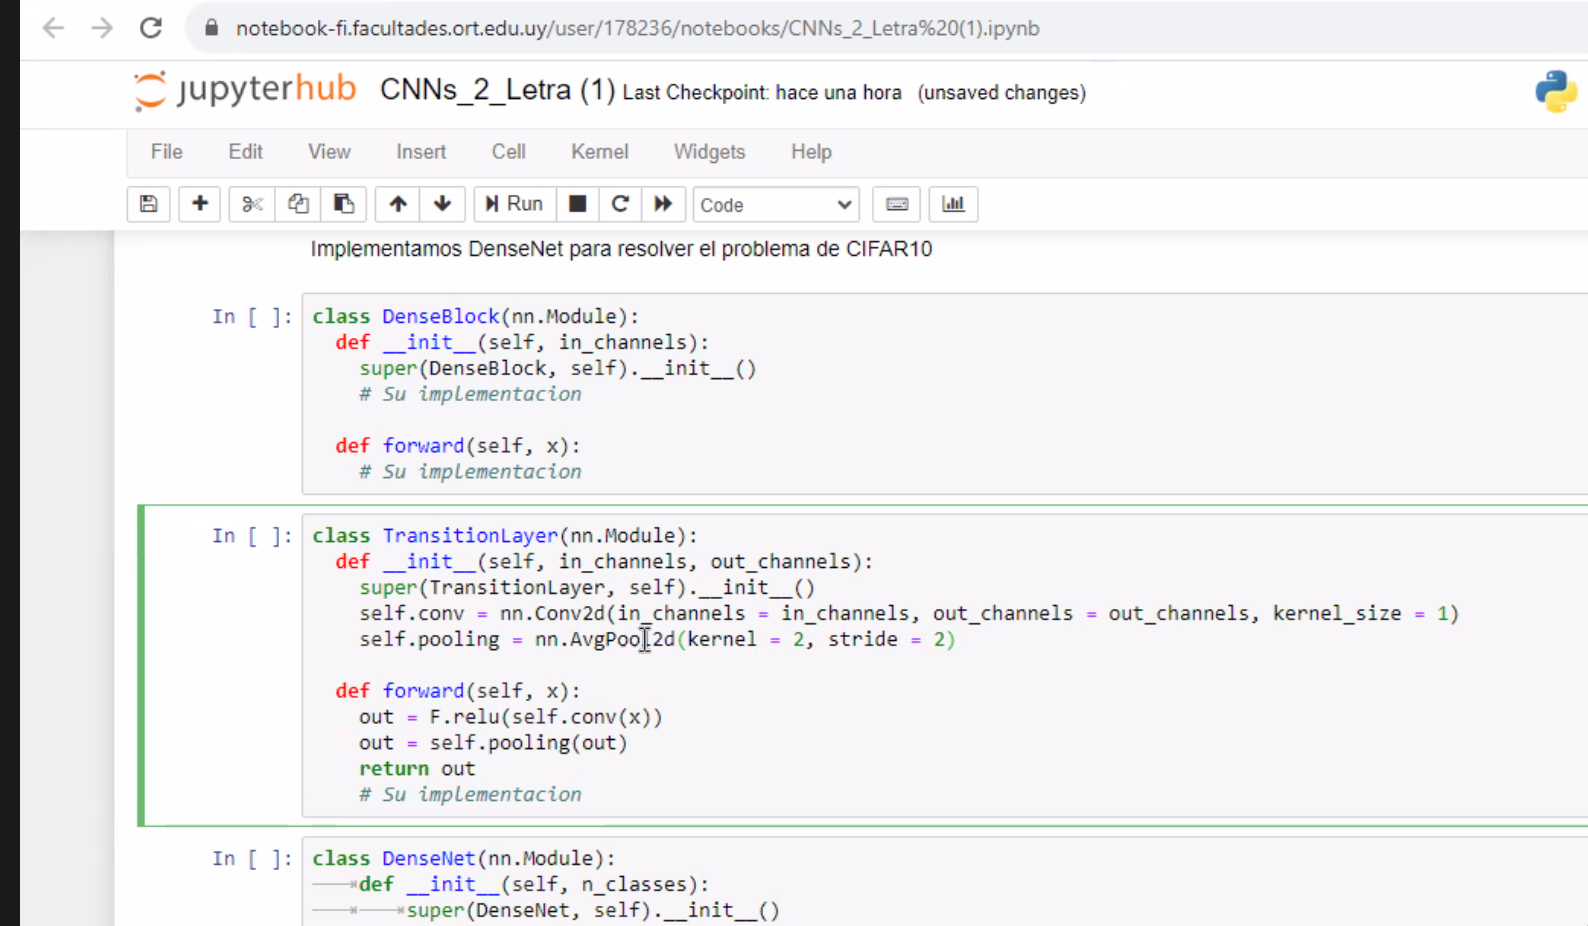 notebook-fi.facultades.ort.edu.uy/user/178236/notebooks/CNNs_2_Letra%20(1).ipynb
jupyterhub CNNs_2_Letra (1) Last Checkpoint: hace una hora (unsaved changes)
File Edit View Insert Cell Kernel Widgets Help
Run Code
Implementamos DenseNet para resolver el problema de CIFAR10
In [ ]: class DenseBlock(nn.Module):
def __init__(self, in_channels):
super(DenseBlock, self).__init__()
# Su implementacion
def forward(self, x):
# Su implementacion
In [ ]: class TransitionLayer(nn.Module):
def __init__(self, in_channels, out_channels):
super(TransitionLayer, self).__init__()
self.conv = nn.Conv2d(in_channels = in_channels, out_channels = out_channels, kernel_size = 1)
self.pooling = nn.AvgPool2d(kernel = 2, stride = 2)
def forward(self, x):
out = F.relu(self.conv(x))
out = self.pooling(out)
return out
# Su implementacion
In [ ]: class DenseNet(nn.Module):
def __init__(self, n_classes):
super(DenseNet, self).__init__()